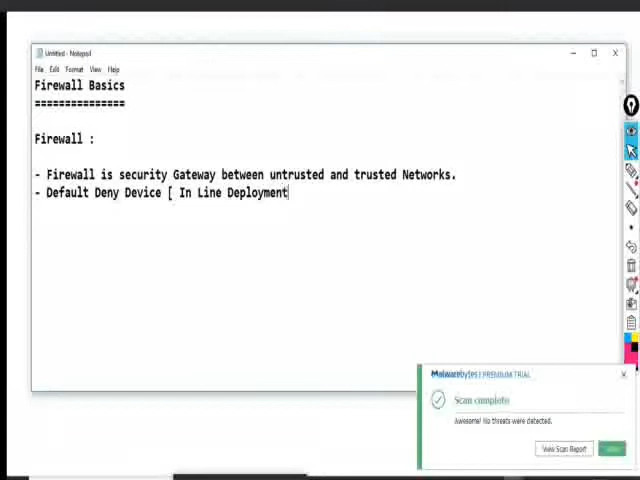 Untitled - Notepad
File Edit Format View Help
Firewall Basics
===============
Firewall :
- Firewall is security Gateway between untrusted and trusted Networks.
- Default Deny Device [ In Line Deployment
Malwarebytes | PREMIUM TRIAL
Scan complete
Awesome! No threats were detected.
View Scan Report